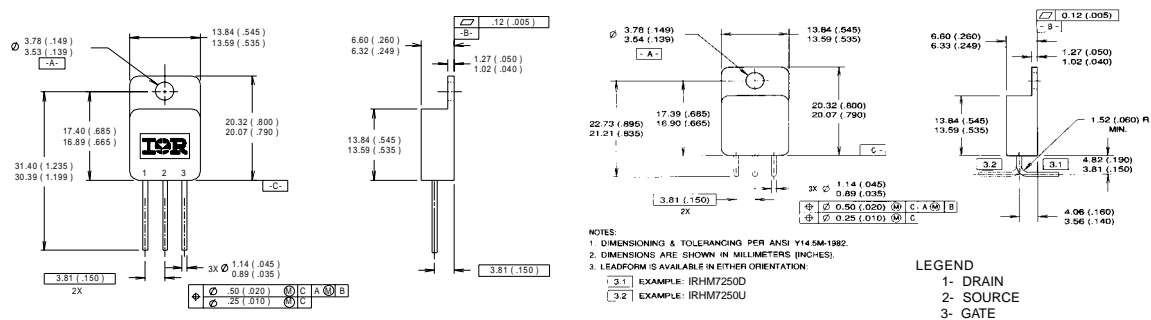 ⌀ 3.78 (.149)
3.53 (.139)
-A-
13.84 (.545)
13.59 (.535)
17.40 (.685)
16.89 (.665)
31.40 (1.235)
30.39 (1.199)
20.32 (.800)
20.07 (.790)
IOR
1 2 3
-C-
3.81 (.150)
2X
3X ⌀ 1.14 (.045)
0.89 (.035)
⌖ ⌀ .50 (.020) Ⓜ C A Ⓜ B
⌀ .25 (.010) Ⓜ C
⏥ .12 (.005)
-B-
6.60 (.260)
6.32 (.249)
1.27 (.050)
1.02 (.040)
13.84 (.545)
13.59 (.535)
3.81 (.150)
⌀ 3.78 (.149)
3.54 (.139)
-A-
13.84 (.545)
13.59 (.535)
22.73 (.895)
21.21 (.835)
17.39 (.685)
16.90 (.665)
20.32 (.800)
20.07 (.790)
C -
3.81 (.150)
2X
3X ⌀ 1.14 (.045)
0.89 (.035)
⌖ ⌀ 0.50 (.020) Ⓜ C A Ⓜ B
⌀ 0.25 (.010) Ⓜ C
⏥ 0.12 (.005)
- B -
6.60 (.260)
6.33 (.249)
1.27 (.050)
1.02 (.040)
13.84 (.545)
13.59 (.535)
1.52 (.060) R
MIN.
3.2
3.1
4.82 (.190)
3.81 (.150)
4.06 (.160)
3.56 (.140)
NOTES:
1. DIMENSIONING & TOLERANCING PER ANSI Y14.5M-1982.
2. DIMENSIONS ARE SHOWN IN MILLIMETERS [INCHES].
3. LEADFORM IS AVAILABLE IN EITHER ORIENTATION:
3.1 EXAMPLE: IRHM7250D
3.2 EXAMPLE: IRHM7250U
LEGEND
1- DRAIN
2- SOURCE
3- GATE